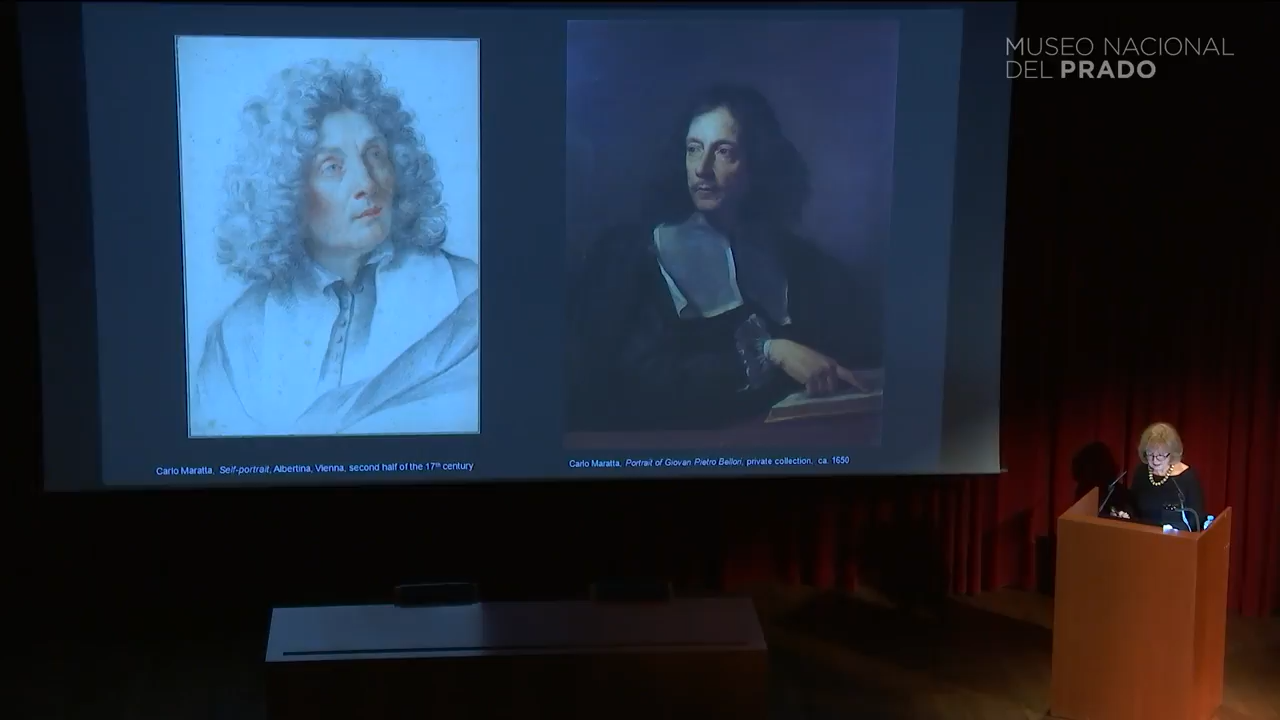 MUSEO NACIONAL
DEL PRADO
Carlo Maratta, Self-portrait, Albertina, Vienna, second half of the 17th century
Carlo Maratta, Portrait of Giovan Pietro Bellori, private collection, ca. 1650